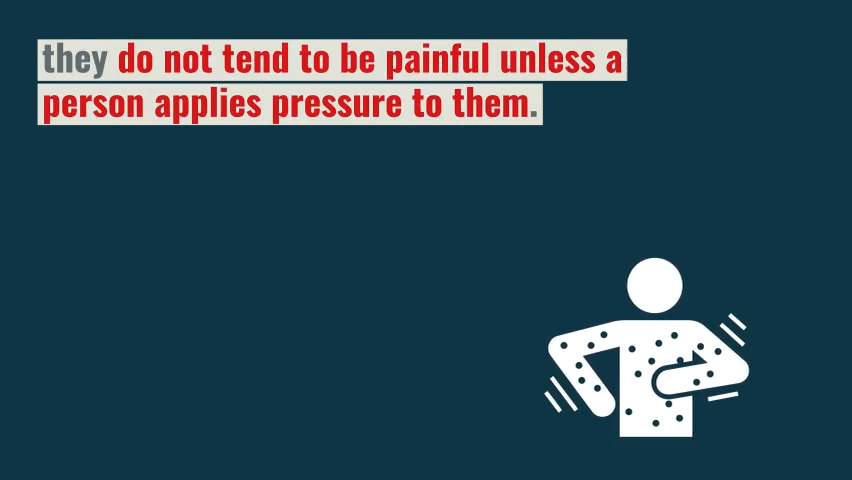 they do not tend to be painful unless a
person applies pressure to them.